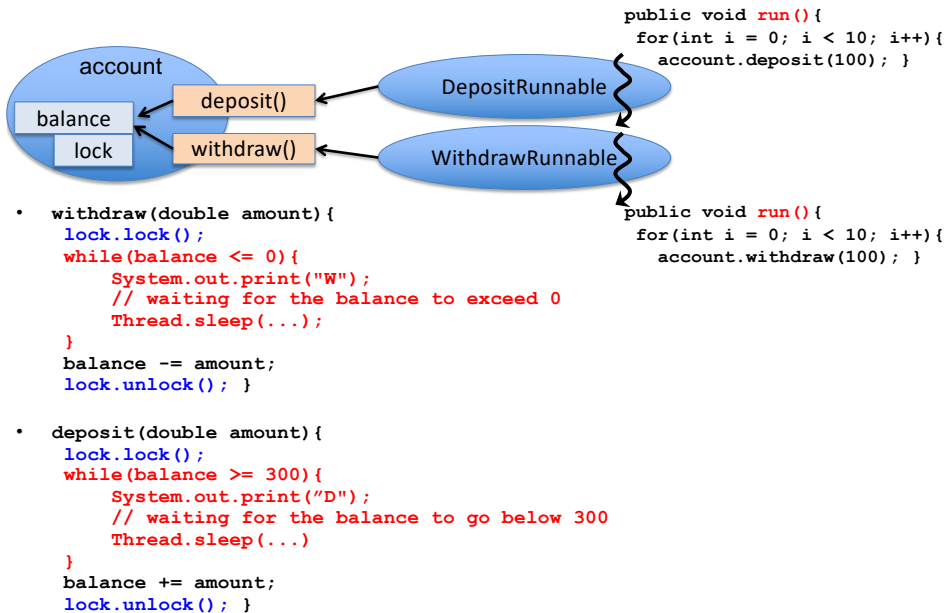 public void run(){
for(int i = 0; i < 10; i++){
account.deposit(100); }
account
balance
lock
deposit()
withdraw()
DepositRunnable
WithdrawRunnable
public void run(){
for(int i = 0; i < 10; i++){
account.withdraw(100); }
• withdraw(double amount){
lock.lock();
while(balance <= 0){
System.out.print("W");
// waiting for the balance to exceed 0
Thread.sleep(...);
}
balance -= amount;
lock.unlock(); }
• deposit(double amount){
lock.lock();
while(balance >= 300){
System.out.print(”D");
// waiting for the balance to go below 300
Thread.sleep(...)
}
balance += amount;
lock.unlock(); }